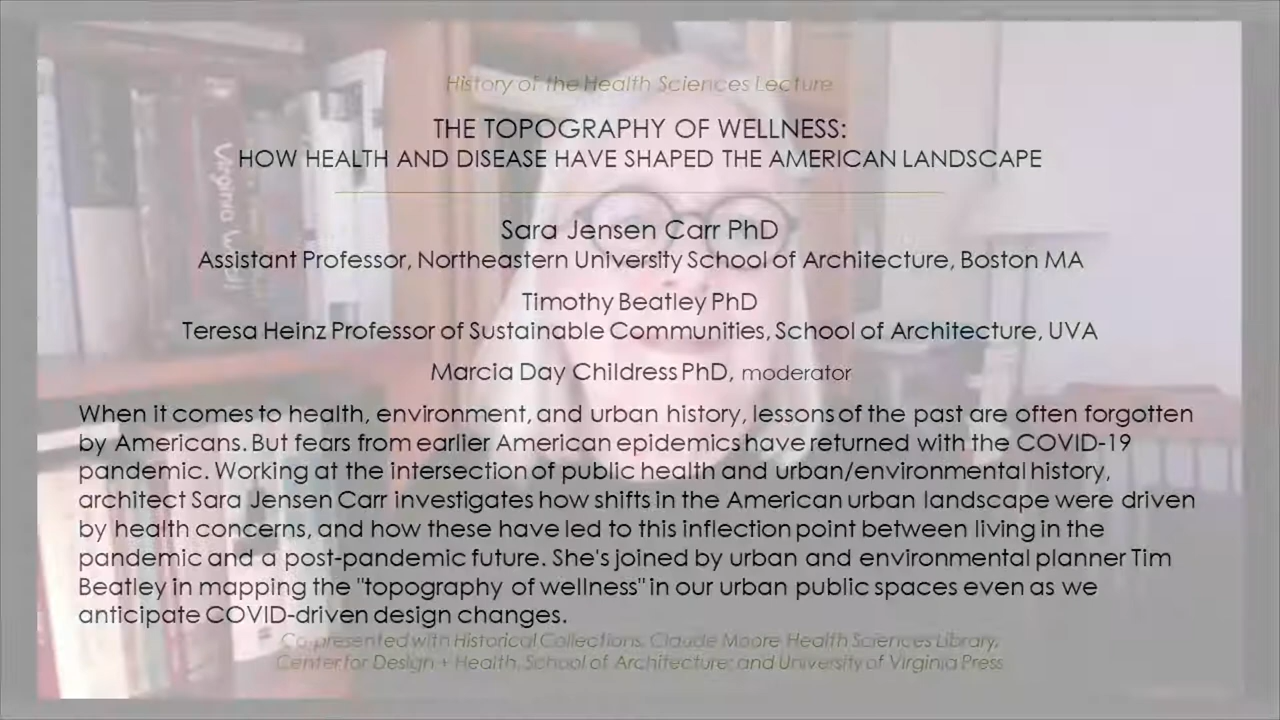 History of the Health Sciences Lecture
THE TOPOGRAPHY OF WELLNESS:
HOW HEALTH AND DISEASE HAVE SHAPED THE AMERICAN LANDSCAPE
Sara Jensen Carr PhD
Assistant Professor, Northeastern University School of Architecture, Boston MA
Timothy Beatley PhD
Teresa Heinz Professor of Sustainable Communities, School of Architecture, UVA
Marcia Day Childress PhD, moderator
When it comes to health, environment, and urban history, lessons of the past are often forgotten
by Americans. But fears from earlier American epidemics have returned with the COVID-19
pandemic. Working at the intersection of public health and urban/environmental history,
architect Sara Jensen Carr investigates how shifts in the American urban landscape were driven
by health concerns, and how these have led to this inflection point between living in the
pandemic and a post-pandemic future. She's joined by urban and environmental planner Tim
Beatley in mapping the "topography of wellness" in our urban public spaces even as we
anticipate COVID-driven design changes.
Co-presented with Historical Collections, Claude Moore Health Sciences Library,
Center for Design + Health, School of Architecture; and University of Virginia Press
Virginia